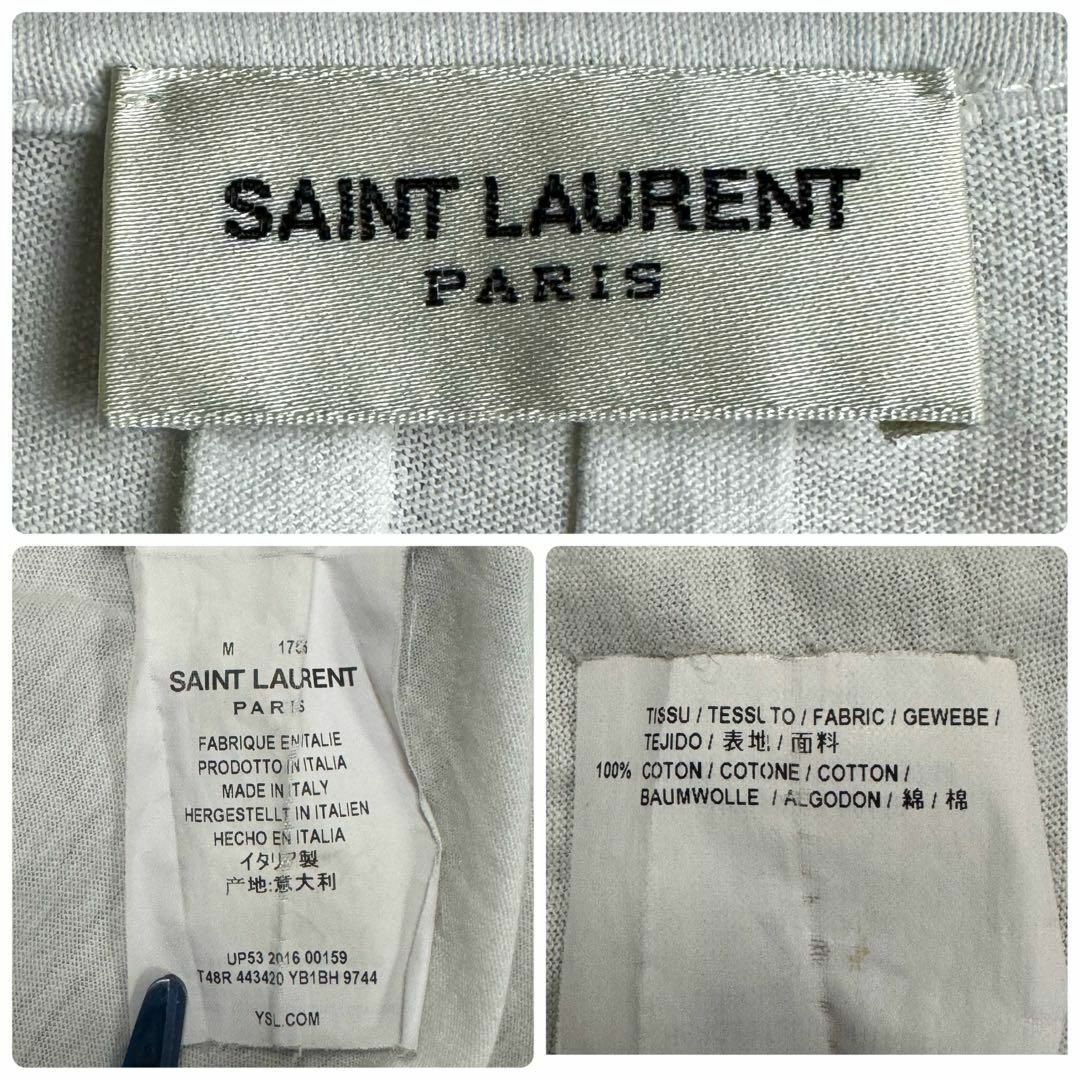 SAINT LAURENT
PARIS
M
SAINT LAURENT
PARIS
FABRIQUE EN ITALIE
PRODOTTO IN ITALIA
MADE IN ITALY
HERGESTELLT IN ITALIEN
HECHO EN ITALIA
イタリア製
产地:意大利
UP53 2016 00159
T48R 443420 YB1BH 9744
YSL.COM
TISSU / TESSUTO / FABRIC / GEWEBE /
TEJIDO / 表地 / 面料
100% COTON / COTONE / COTTON /
BAUMWOLLE / ALGODON / 綿 / 棉